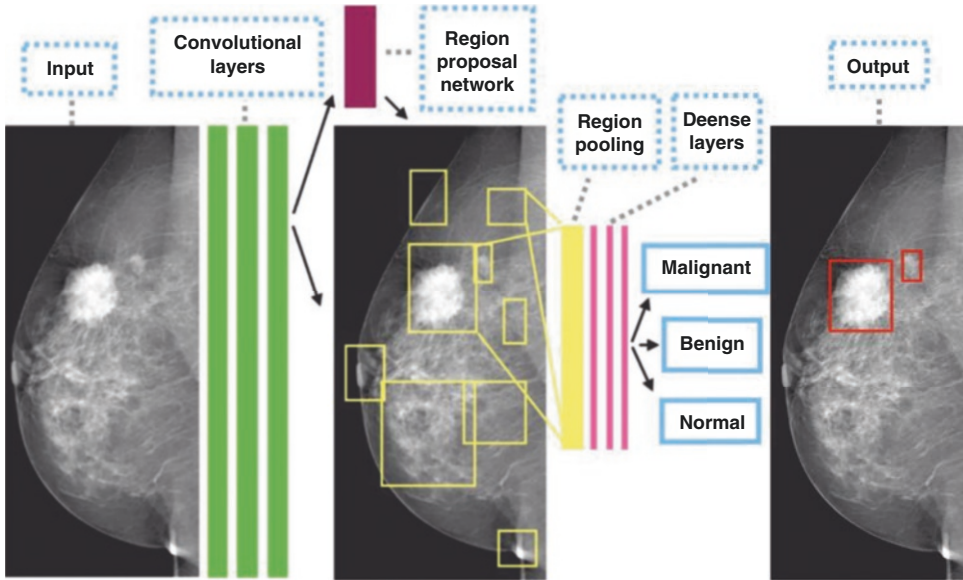 Input
Convolutional
layers
Region
proposal
network
Region
pooling
Deense
layers
Output
Malignant
Benign
Normal